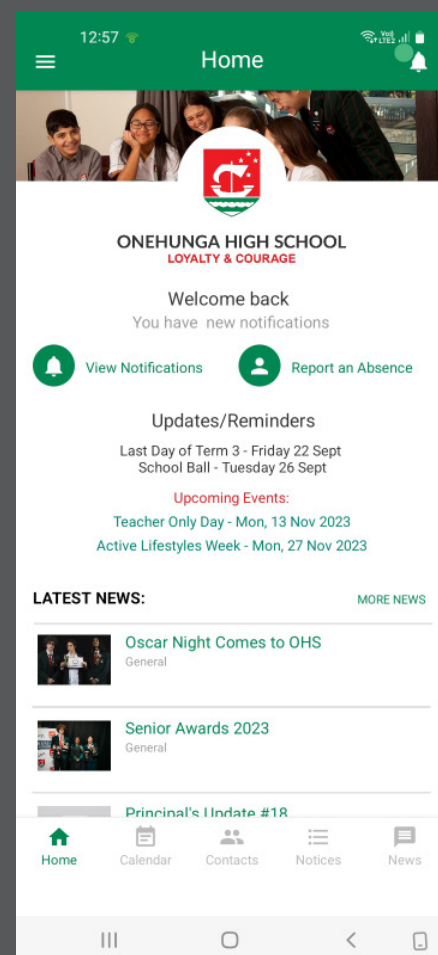 12:57
Vo))
LTE2
Home
ONEHUNGA HIGH SCHOOL
LOYALTY & COURAGE
Welcome back
You have new notifications
View Notifications
Report an Absence
Updates/Reminders
Last Day of Term 3 - Friday 22 Sept
School Ball - Tuesday 26 Sept
Upcoming Events:
Teacher Only Day - Mon, 13 Nov 2023
Active Lifestyles Week - Mon, 27 Nov 2023
LATEST NEWS:
MORE NEWS
Oscar Night Comes to OHS
General
Senior Awards 2023
General
Principal's Update #18
Home
Calendar
Contacts
Notices
News